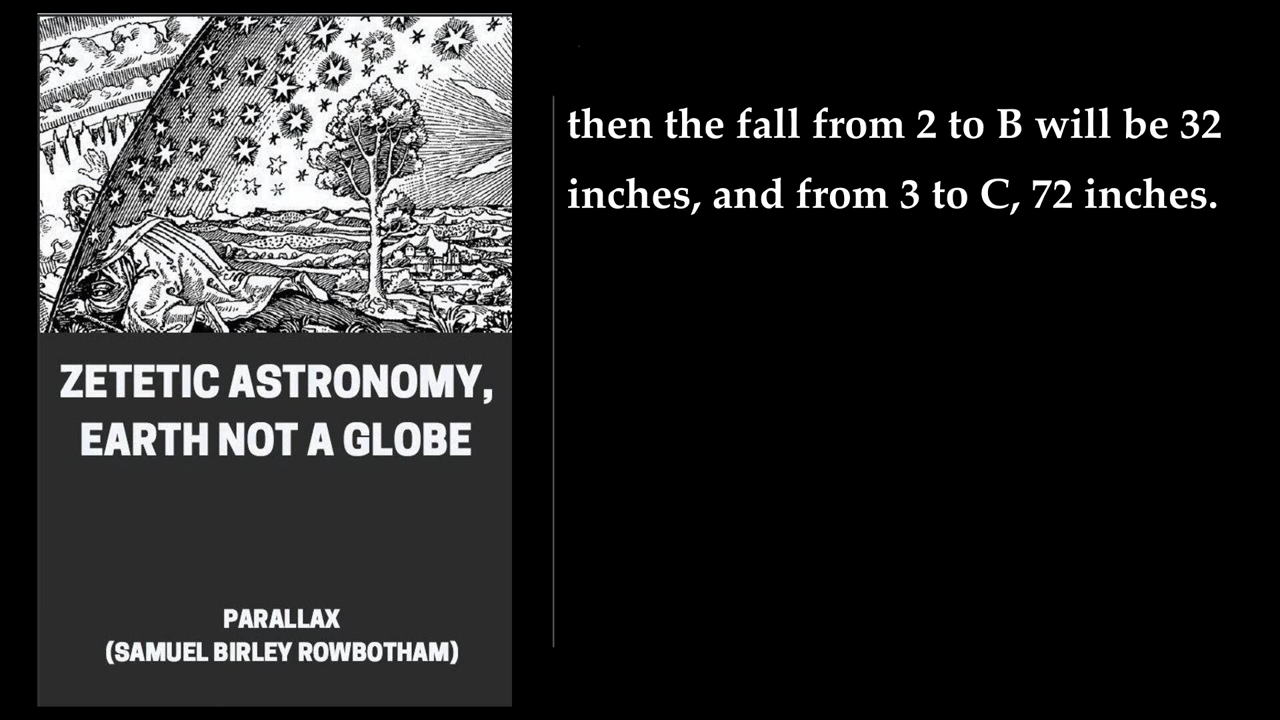 ZETETIC ASTRONOMY,
EARTH NOT A GLOBE
PARALLAX
(SAMUEL BIRLEY ROWBOTHAM)
then the fall from 2 to B will be 32
inches, and from 3 to C, 72 inches.